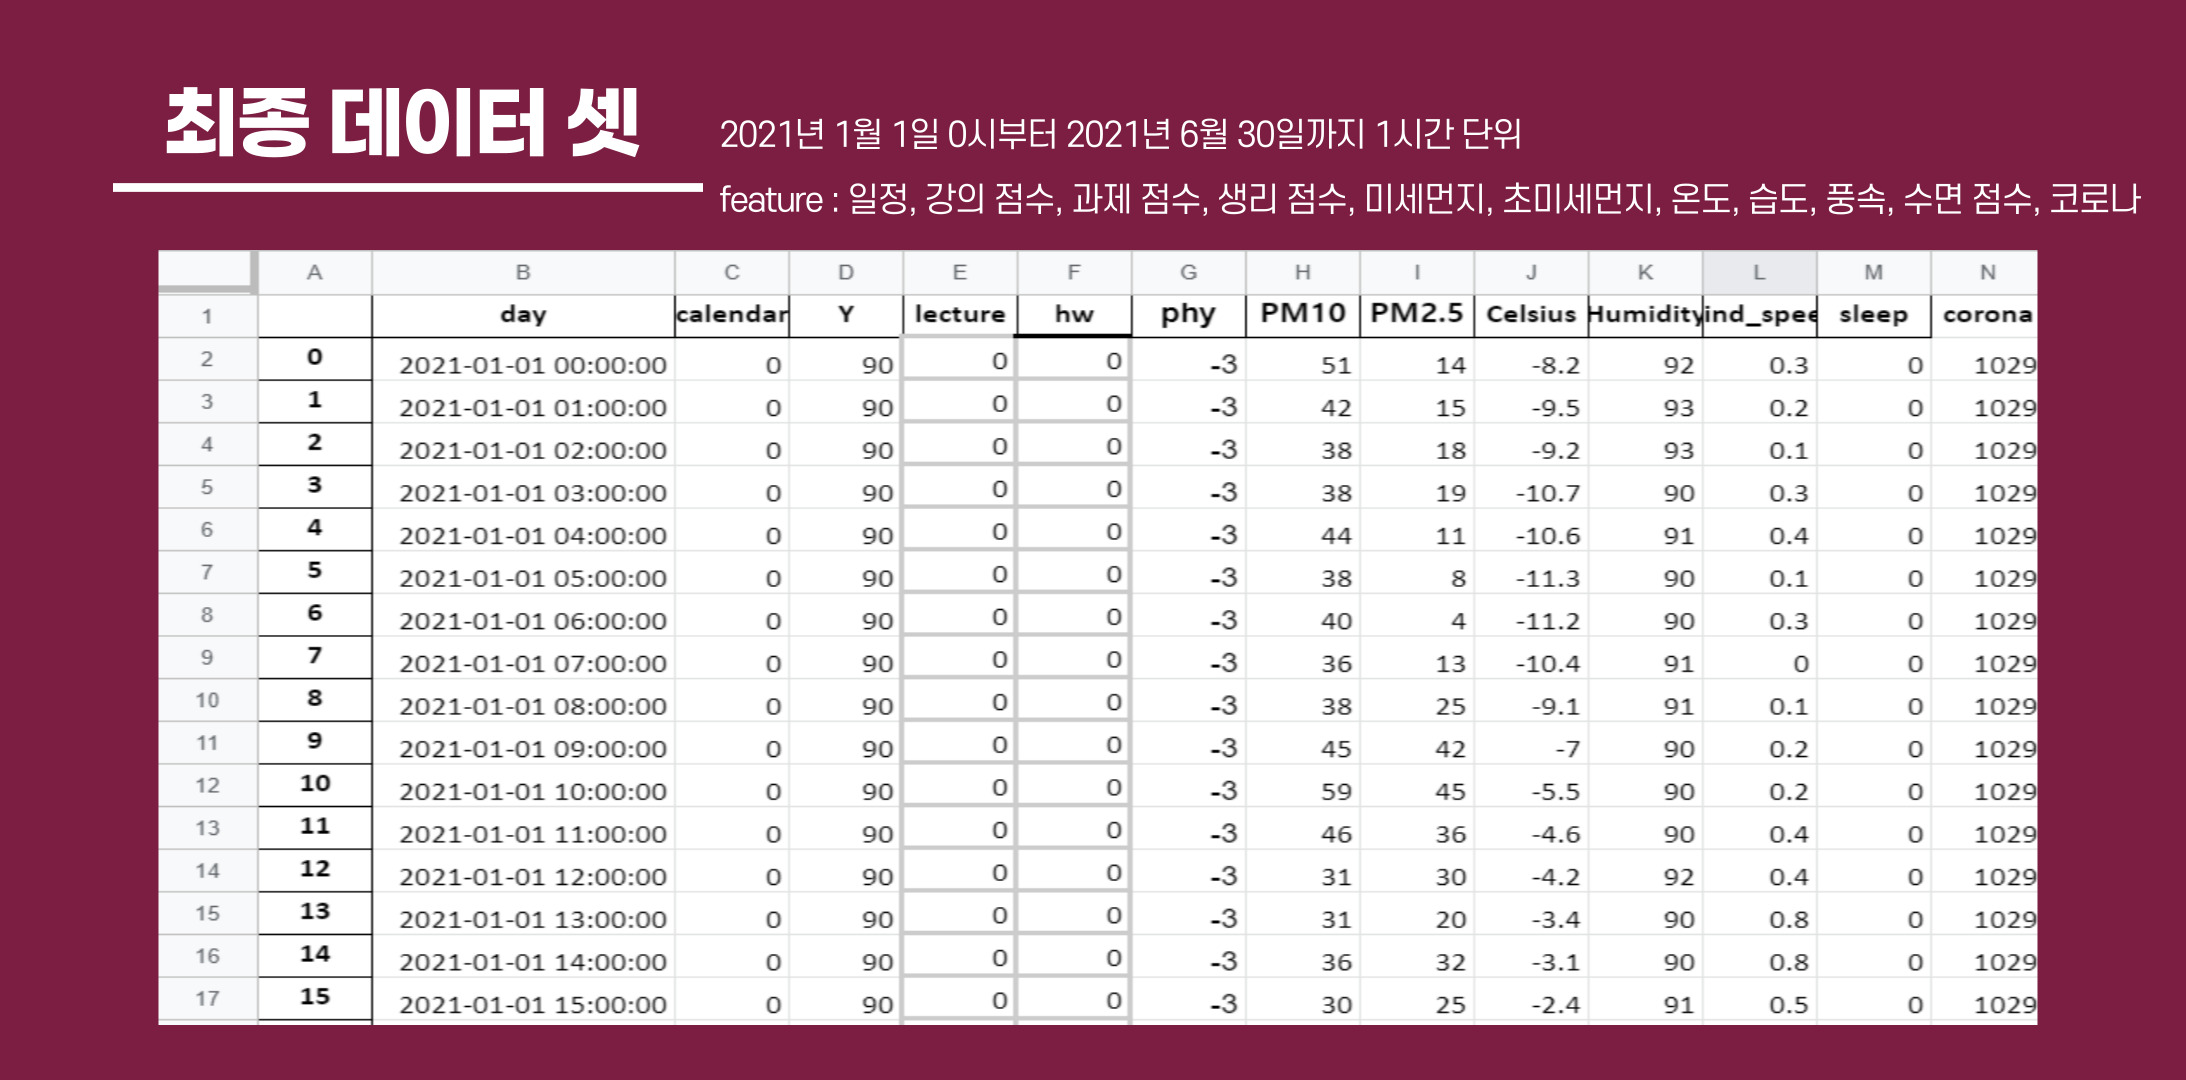 최종 데이터 셋
2021년 1월 1일 0시부터 2021년 6월 30일까지 1시간 단위
feature : 일정, 강의 점수, 과제 점수, 생리 점수, 미세먼지, 초미세먼지, 온도, 습도, 풍속, 수면 점수, 코로나
A B C D E F G H I J K L M N
1 day calendar Y lecture hw phy PM10 PM2.5 Celsius Humidity ind_spee sleep corona
2 0 2021-01-01 00:00:00 0 90 0 0 -3 51 14 -8.2 92 0.3 0 1029
3 1 2021-01-01 01:00:00 0 90 0 0 -3 42 15 -9.5 93 0.2 0 1029
4 2 2021-01-01 02:00:00 0 90 0 0 -3 38 18 -9.2 93 0.1 0 1029
5 3 2021-01-01 03:00:00 0 90 0 0 -3 38 19 -10.7 90 0.3 0 1029
6 4 2021-01-01 04:00:00 0 90 0 0 -3 44 11 -10.6 91 0.4 0 1029
7 5 2021-01-01 05:00:00 0 90 0 0 -3 38 8 -11.3 90 0.1 0 1029
8 6 2021-01-01 06:00:00 0 90 0 0 -3 40 4 -11.2 90 0.3 0 1029
9 7 2021-01-01 07:00:00 0 90 0 0 -3 36 13 -10.4 91 0 0 1029
10 8 2021-01-01 08:00:00 0 90 0 0 -3 38 25 -9.1 91 0.1 0 1029
11 9 2021-01-01 09:00:00 0 90 0 0 -3 45 42 -7 90 0.2 0 1029
12 10 2021-01-01 10:00:00 0 90 0 0 -3 59 45 -5.5 90 0.2 0 1029
13 11 2021-01-01 11:00:00 0 90 0 0 -3 46 36 -4.6 90 0.4 0 1029
14 12 2021-01-01 12:00:00 0 90 0 0 -3 31 30 -4.2 92 0.4 0 1029
15 13 2021-01-01 13:00:00 0 90 0 0 -3 31 20 -3.4 90 0.8 0 1029
16 14 2021-01-01 14:00:00 0 90 0 0 -3 36 32 -3.1 90 0.8 0 1029
17 15 2021-01-01 15:00:00 0 90 0 0 -3 30 25 -2.4 91 0.5 0 1029